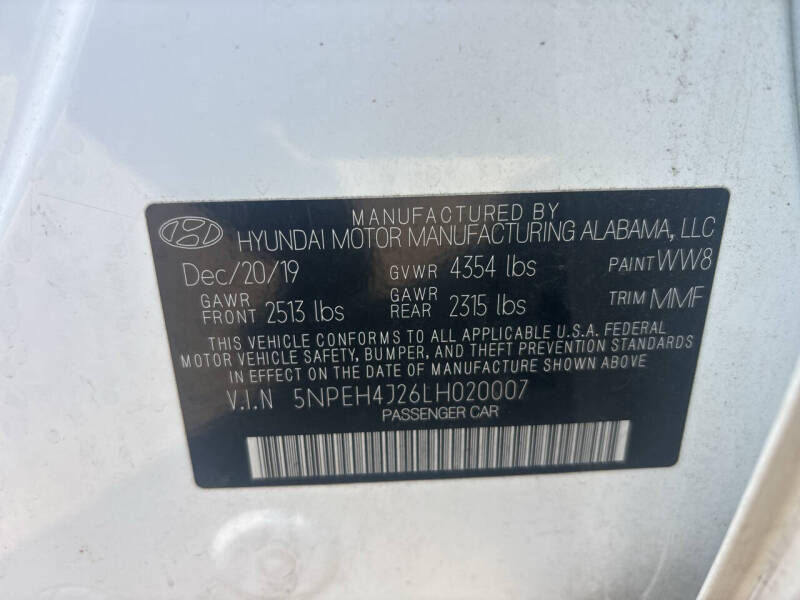 MANUFACTURED BY
HYUNDAI MOTOR MANUFACTURING ALABAMA, LLC
Dec/20/19 GVWR 4354 lbs PAINT WW8
GAWR FRONT 2513 lbs GAWR REAR 2315 lbs TRIM MMF
THIS VEHICLE CONFORMS TO ALL APPLICABLE U.S.A. FEDERAL
MOTOR VEHICLE SAFETY, BUMPER, AND THEFT PREVENTION STANDARDS
IN EFFECT ON THE DATE OF MANUFACTURE SHOWN ABOVE.
V.I.N 5NPEH4J26LH020007
PASSENGER CAR